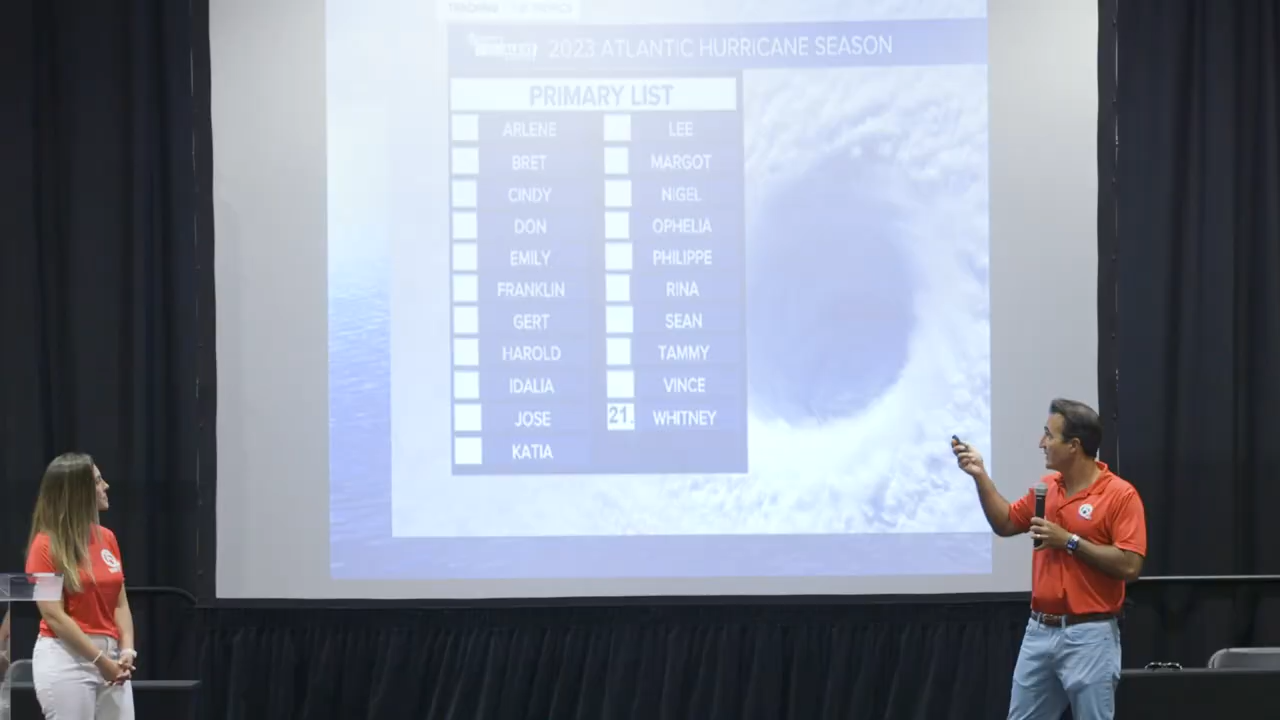 TRACKING
2023 ATLANTIC HURRICANE SEASON
PRIMARY LIST
ARLENE
BRET
CINDY
DON
EMILY
FRANKLIN
GERT
HAROLD
IDALIA
JOSE
KATIA
LEE
MARGOT
NIGEL
OPHELIA
PHILIPPE
RINA
SEAN
TAMMY
VINCE
21. WHITNEY